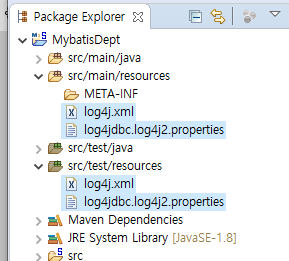 Package Explorer
MybatisDept
src/main/java
src/main/resources
META-INF
log4j.xml
log4jdbc.log4j2.properties
src/test/java
src/test/resources
log4j.xml
log4jdbc.log4j2.properties
Maven Dependencies
JRE System Library [JavaSE-1.8]
src